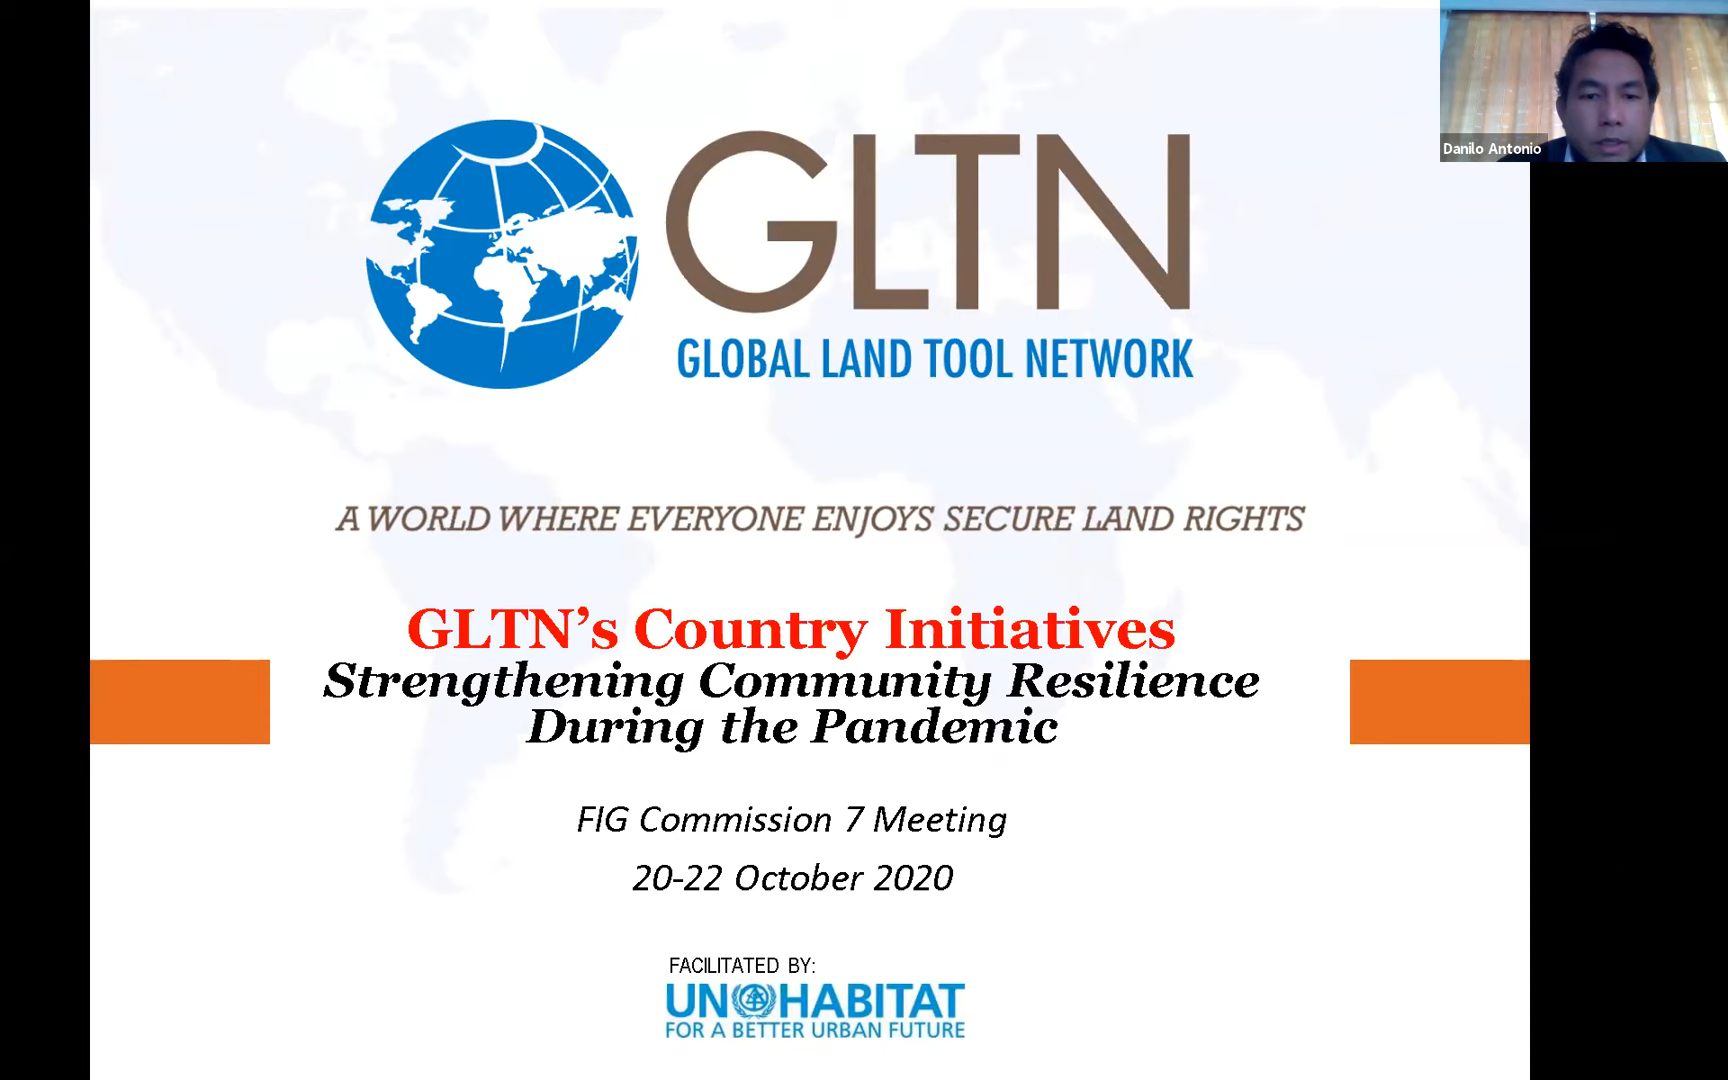 Danilo Antonio
GLTN
GLOBAL LAND TOOL NETWORK
A WORLD WHERE EVERYONE ENJOYS SECURE LAND RIGHTS
GLTN’s Country Initiatives
Strengthening Community Resilience
During the Pandemic
FIG Commission 7 Meeting
20-22 October 2020
FACILITATED BY:
UN HABITAT
FOR A BETTER URBAN FUTURE